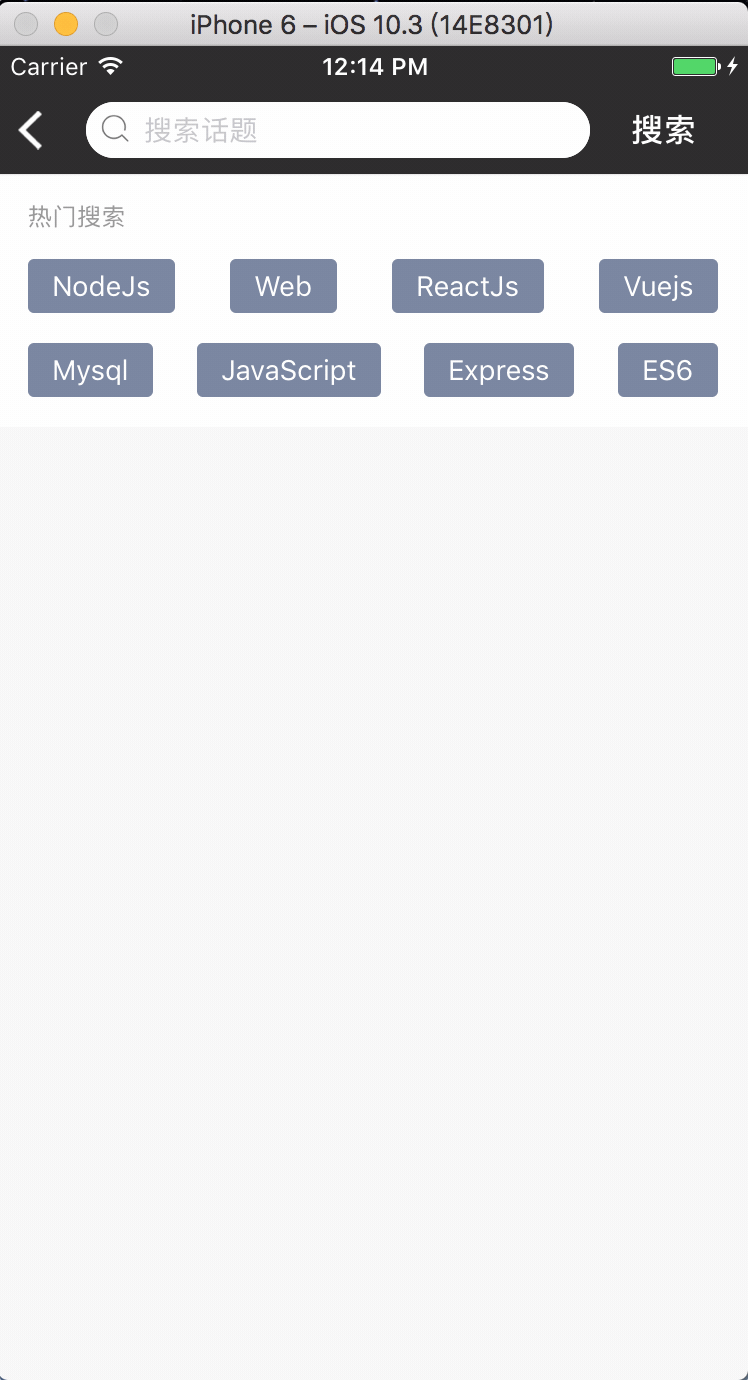 iPhone 6 – iOS 10.3 (14E8301)
Carrier 12:14 PM
搜索话题 搜索
热门搜索
NodeJs Web ReactJs Vuejs
Mysql JavaScript Express ES6